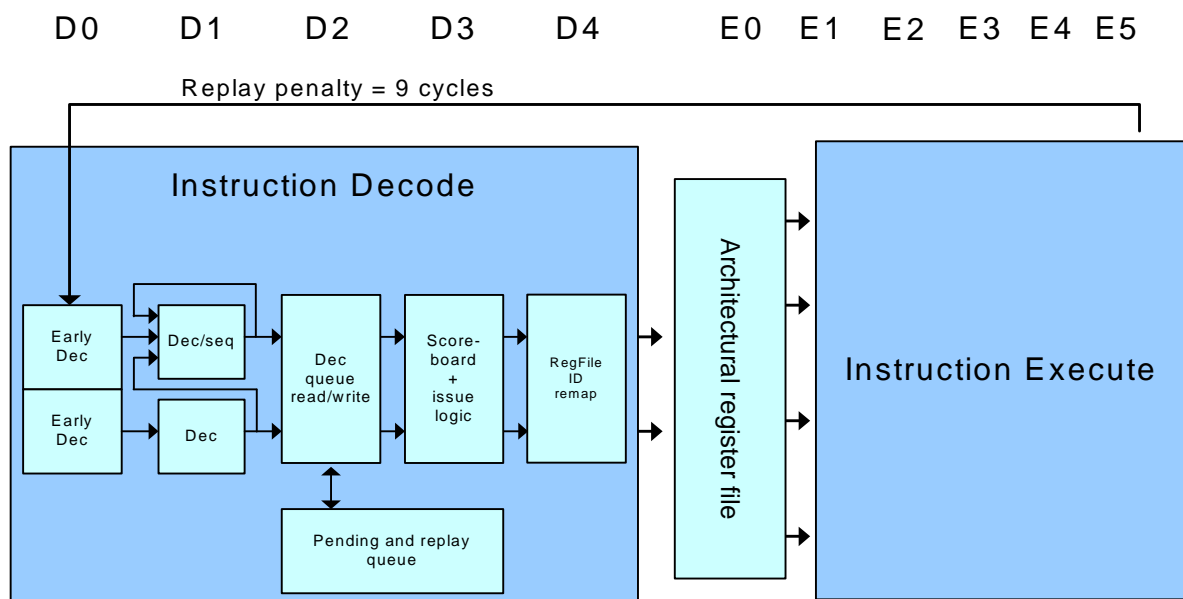 D0 D1 D2 D3 D4 E0 E1 E2 E3 E4 E5
Replay penalty = 9 cycles
Instruction Decode
Early
Dec
Early
Dec
Dec/seq
Dec
Dec
queue
read/write
Score-
board
+
issue
logic
RegFile
ID
remap
Pending and replay
queue
Architectural register file
Instruction Execute